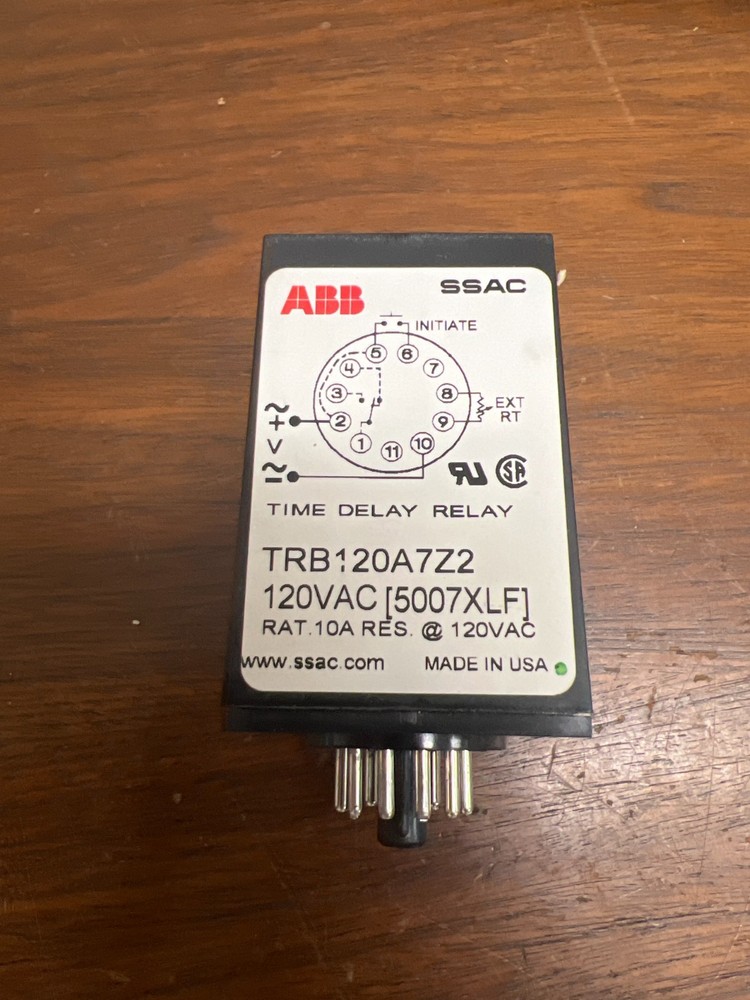 ABB SSAC
INITIATE
5 6
4 7
3 8
EXT
RT
~
+ 2 9
V 1 11 10
~
-
TIME DELAY RELAY
TRB120A7Z2
120VAC [5007XLF]
RAT.10A RES. @ 120VAC
www.ssac.com MADE IN USA